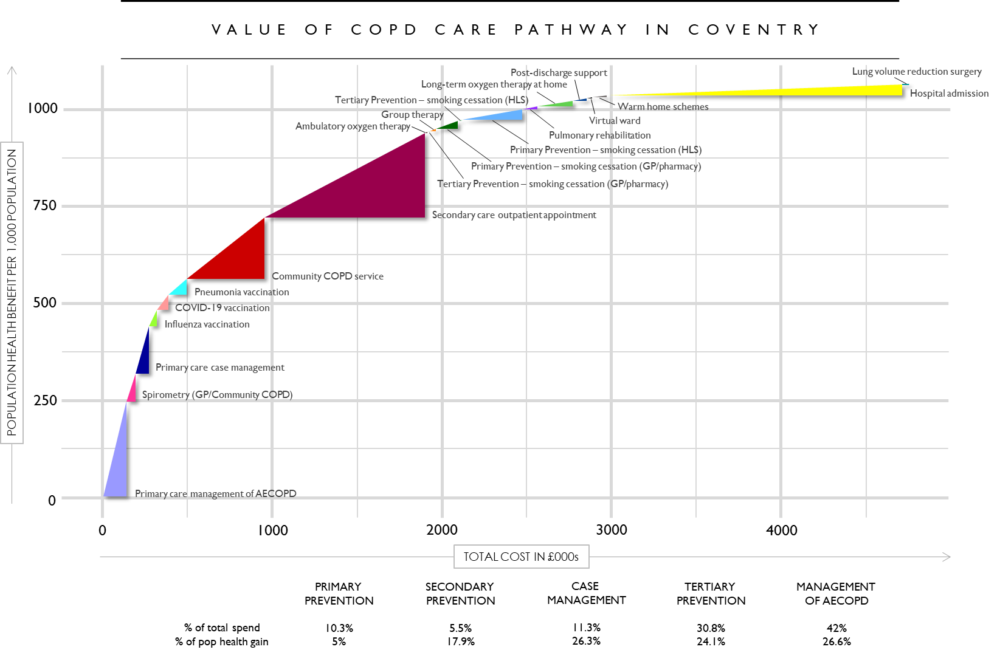 VALUE OF COPD CARE PATHWAY IN COVENTRY
POPULATION HEALTH BENEFIT PER 1,000 POPULATION
Lung volume reduction surgery
Post-discharge support
Long-term oxygen therapy at home
Hospital admission
Tertiary Prevention – smoking cessation (HLS)
1000
Warm home schemes
Group therapy
Virtual ward
Ambulatory oxygen therapy
Pulmonary rehabilitation
Primary Prevention – smoking cessation (HLS)
Primary Prevention – smoking cessation (GP/pharmacy)
Tertiary Prevention – smoking cessation (GP/pharmacy)
750
Secondary care outpatient appointment
Community COPD service
Pneumonia vaccination
500
COVID-19 vaccination
Influenza vaccination
Primary care case management
Spirometry (GP/Community COPD)
250
Primary care management of AECOPD
0
0 1000 2000 3000 4000
TOTAL COST IN £000s
PRIMARY SECONDARY CASE TERTIARY MANAGEMENT
PREVENTION PREVENTION MANAGEMENT PREVENTION OF AECOPD
% of total spend 10.3% 5.5% 11.3% 30.8% 42%
% of pop health gain 5% 17.9% 26.3% 24.1% 26.6%